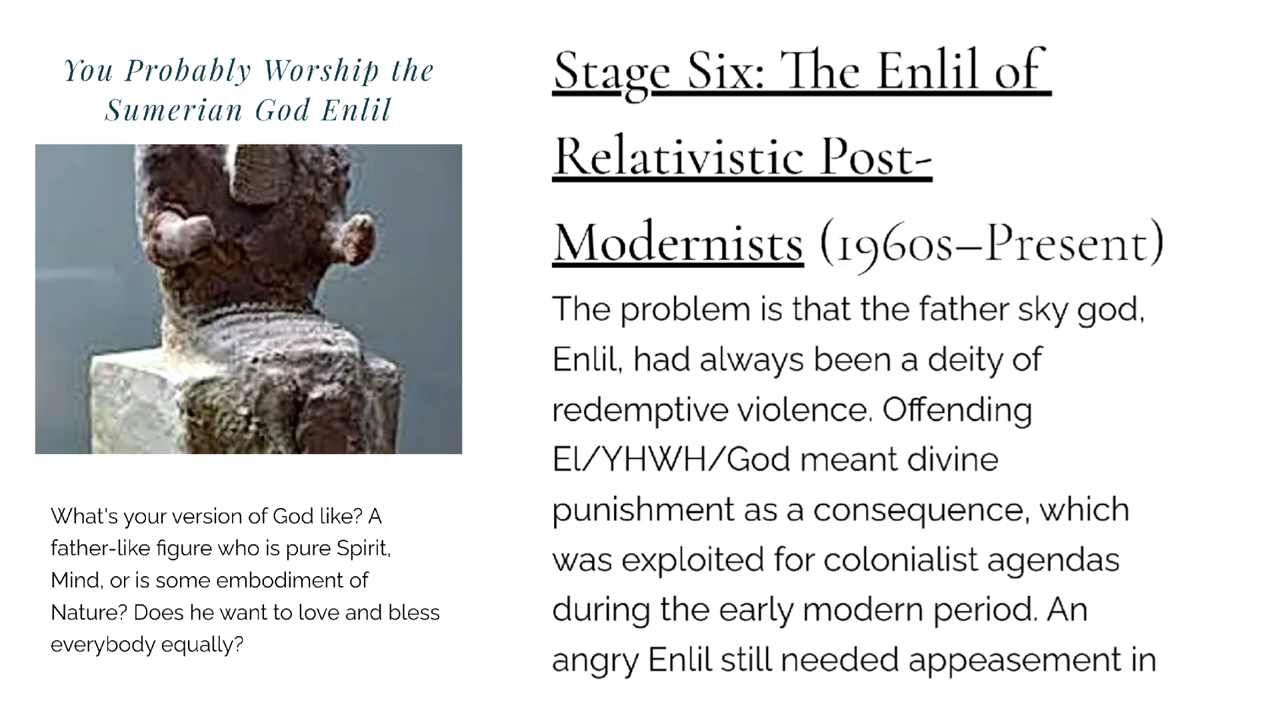 You Probably Worship the
Sumerian God Enlil
What's your version of God like? A
father-like figure who is pure Spirit,
Mind, or is some embodiment of
Nature? Does he want to love and bless
everybody equally?
Stage Six: The Enlil of
Relativistic Post-
Modernists (1960s–Present)
The problem is that the father sky god,
Enlil, had always been a deity of
redemptive violence. Offending
El/YHWH/God meant divine
punishment as a consequence, which
was exploited for colonialist agendas
during the early modern period. An
angry Enlil still needed appeasement in